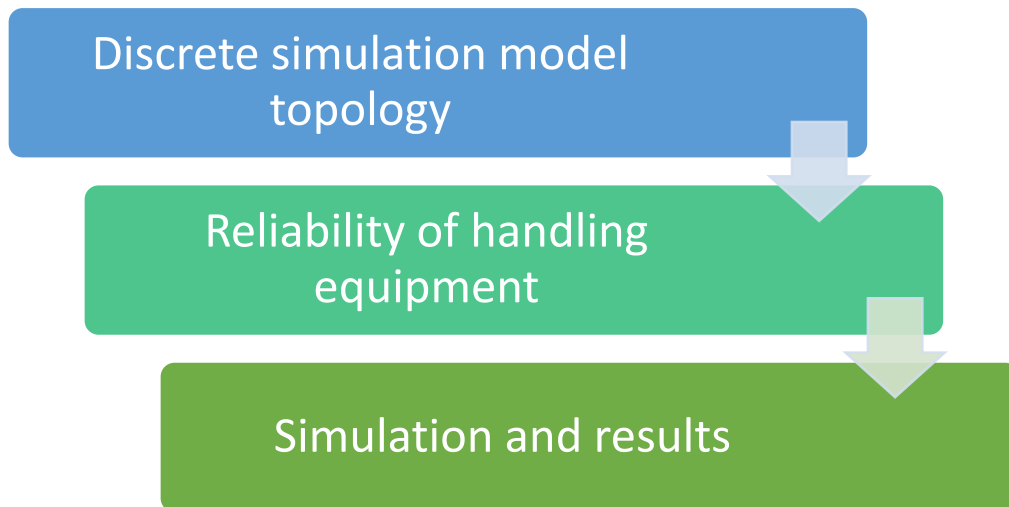 Discrete simulation model
topology
Reliability of handling
equipment
Simulation and results